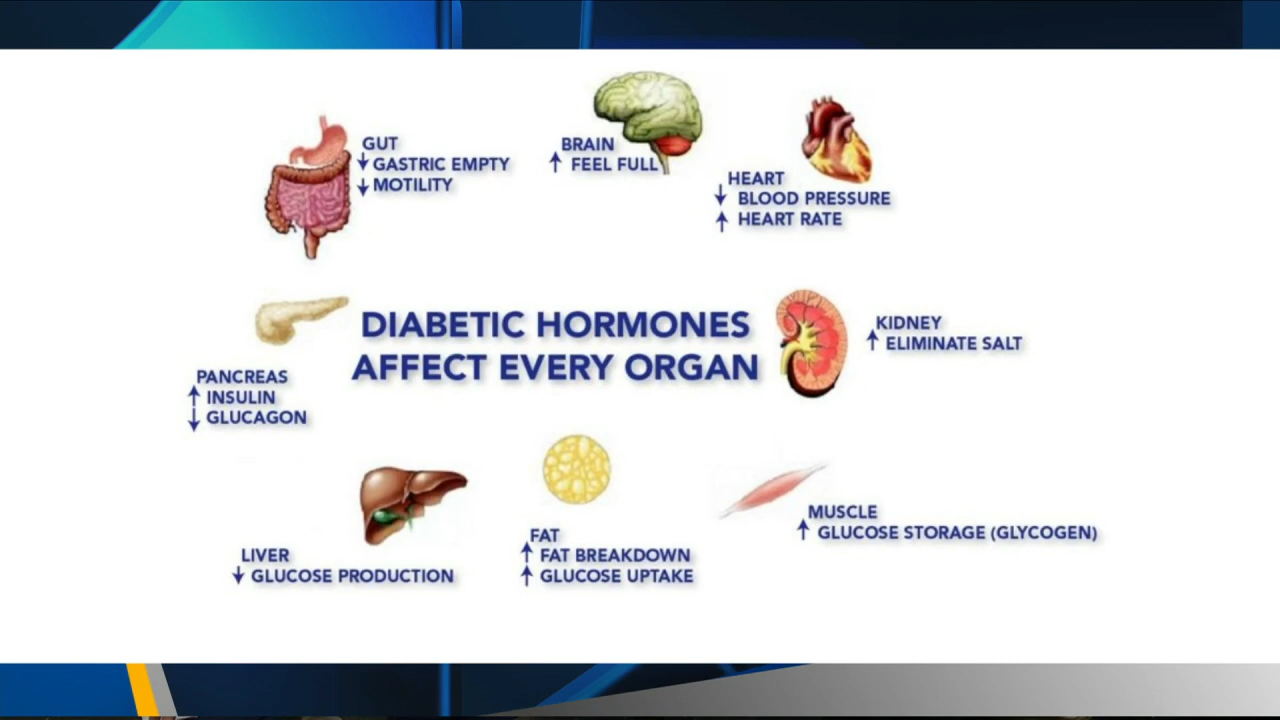 GUT
↓ GASTRIC EMPTY
↓ MOTILITY
BRAIN
↑ FEEL FULL
HEART
↓ BLOOD PRESSURE
↑ HEART RATE
DIABETIC HORMONES
AFFECT EVERY ORGAN
KIDNEY
↑ ELIMINATE SALT
PANCREAS
↑ INSULIN
↓ GLUCAGON
LIVER
↓ GLUCOSE PRODUCTION
FAT
↑ FAT BREAKDOWN
↑ GLUCOSE UPTAKE
MUSCLE
↑ GLUCOSE STORAGE (GLYCOGEN)